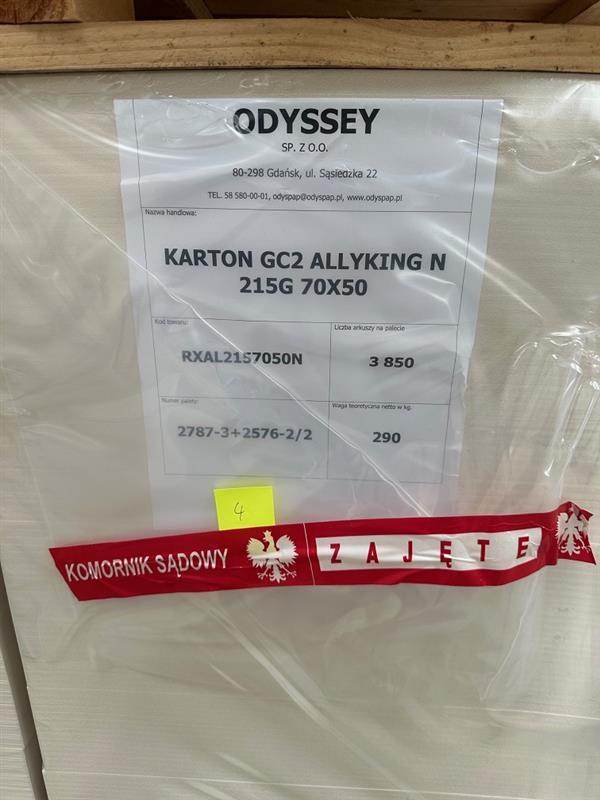 ODYSSEY
SP. Z O.O.
80-298 Gdańsk, ul. Sąsiedzka 22
TEL. 58 580-00-01, odyspap@odyspap.pl, www.odyspap.pl
Nazwa handlowa:
KARTON GC2 ALLYKING N
215G 70X50
Kod towaru:
RXAL2157050N
Liczba arkuszy na palecie
3 850
Numer palety:
2787-3+2576-2/2
Waga teoretyczna netto w kg.
290
4
KOMORNIK SĄDOWY
ZAJĘTE